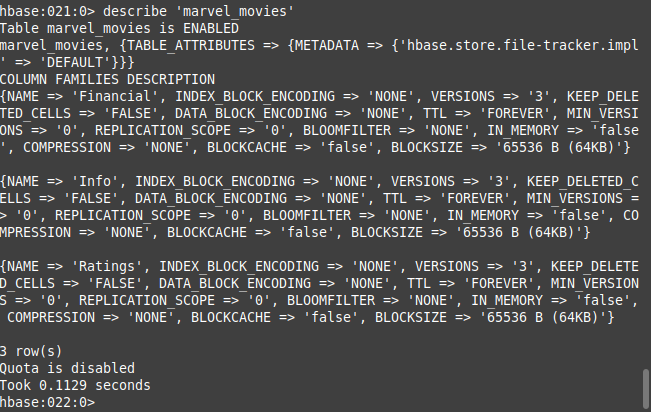 hbase:021:0> describe 'marvel_movies'
Table marvel_movies is ENABLED
marvel_movies, {TABLE_ATTRIBUTES => {METADATA => {'hbase.store.file-tracker.impl
' => 'DEFAULT'}}}
COLUMN FAMILIES DESCRIPTION
{NAME => 'Financial', INDEX_BLOCK_ENCODING => 'NONE', VERSIONS => '3', KEEP_DELE
TED_CELLS => 'FALSE', DATA_BLOCK_ENCODING => 'NONE', TTL => 'FOREVER', MIN_VERSI
ONS => '0', REPLICATION_SCOPE => '0', BLOOMFILTER => 'NONE', IN_MEMORY => 'false
', COMPRESSION => 'NONE', BLOCKCACHE => 'false', BLOCKSIZE => '65536 B (64KB)'}
{NAME => 'Info', INDEX_BLOCK_ENCODING => 'NONE', VERSIONS => '3', KEEP_DELETED_C
ELLS => 'FALSE', DATA_BLOCK_ENCODING => 'NONE', TTL => 'FOREVER', MIN_VERSIONS =
> '0', REPLICATION_SCOPE => '0', BLOOMFILTER => 'NONE', IN_MEMORY => 'false', CO
MPRESSION => 'NONE', BLOCKCACHE => 'false', BLOCKSIZE => '65536 B (64KB)'}
{NAME => 'Ratings', INDEX_BLOCK_ENCODING => 'NONE', VERSIONS => '3', KEEP_DELETE
D_CELLS => 'FALSE', DATA_BLOCK_ENCODING => 'NONE', TTL => 'FOREVER', MIN_VERSION
S => '0', REPLICATION_SCOPE => '0', BLOOMFILTER => 'NONE', IN_MEMORY => 'false',
COMPRESSION => 'NONE', BLOCKCACHE => 'false', BLOCKSIZE => '65536 B (64KB)'}
3 row(s)
Quota is disabled
Took 0.1129 seconds
hbase:022:0>